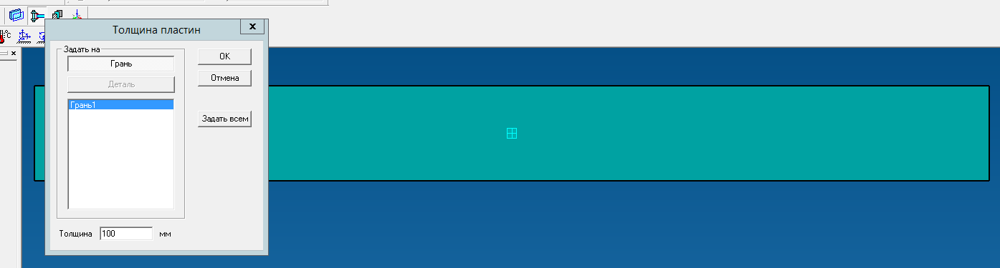 °C
Толщина пластин
Задать на
Грань
Деталь
Грань1
OK
Отмена
Задать всем
Толщина 100 мм